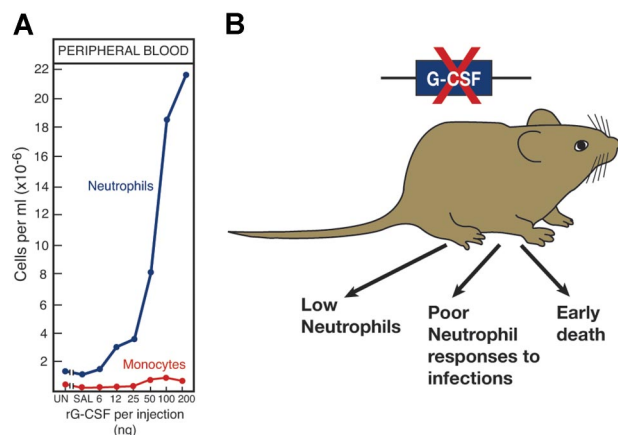 A
PERIPHERAL BLOOD
22
20
18
16
14
12
10
8
6
4
2
Cells per ml (x10-6)
Neutrophils
Monocytes
UN SAL 6 12 25 50 100 200
rG-CSF per injection
(ng)
B
G-CSF
Low
Neutrophils
Poor
Neutrophil
responses to
infections
Early
death